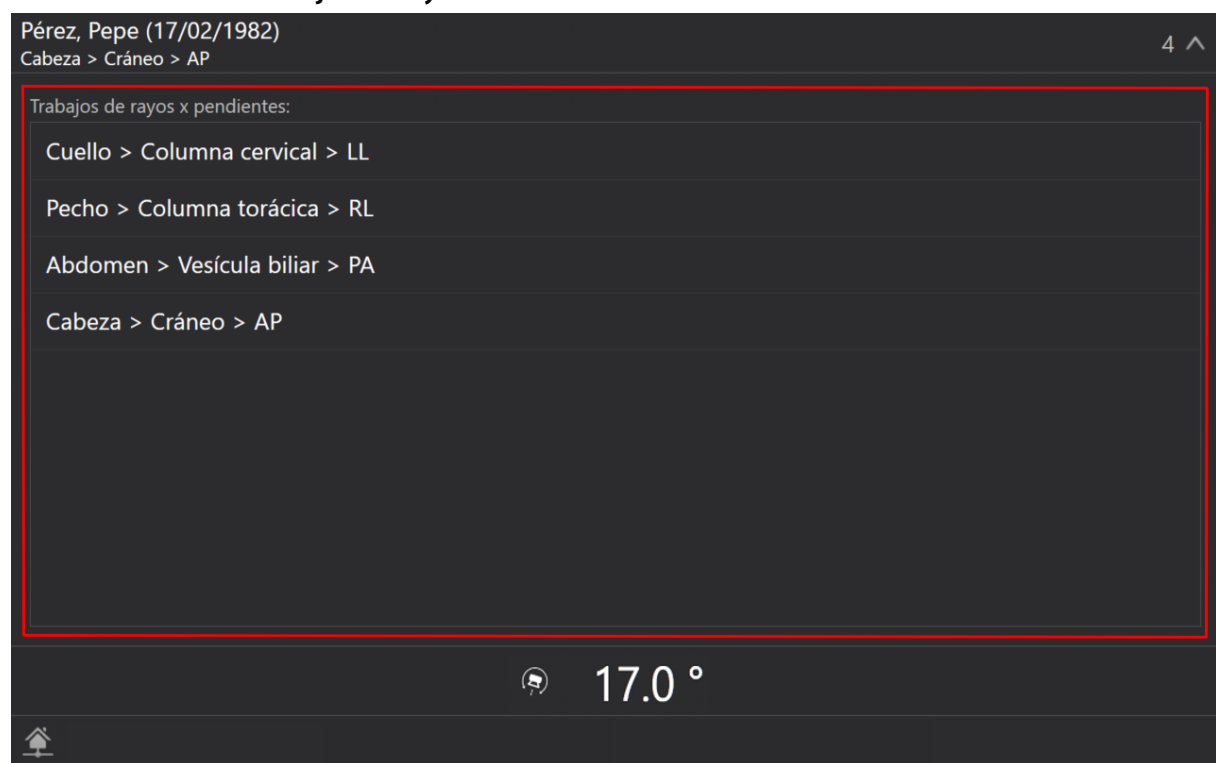 Pérez, Pepe (17/02/1982)
Cabeza > Cráneo > AP
4
Trabajos de rayos x pendientes:
Cuello > Columna cervical > LL
Pecho > Columna torácica > RL
Abdomen > Vesícula biliar > PA
Cabeza > Cráneo > AP
17.0 °